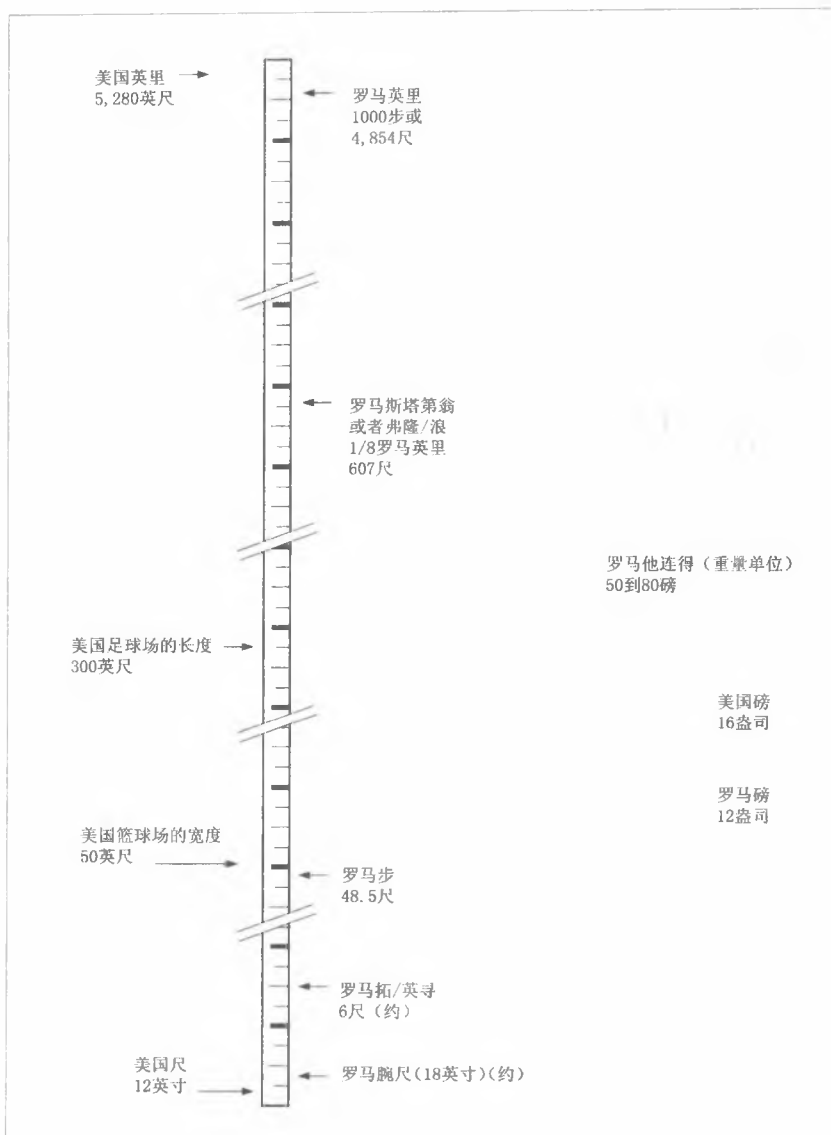 美国英里
5,280英尺
罗马英里
1000步或
4,854尺
罗马斯塔第翁
或者弗隆/浪
1/8罗马英里
607尺
罗马他连得（重量单位）
50到80磅
美国足球场的长度
300英尺
美国磅
16盎司
罗马磅
12盎司
美国篮球场的宽度
50英尺
罗马步
48.5尺
罗马拓/英寻
6尺（约）
美国尺
12英寸
罗马腕尺(18英寸)(约)